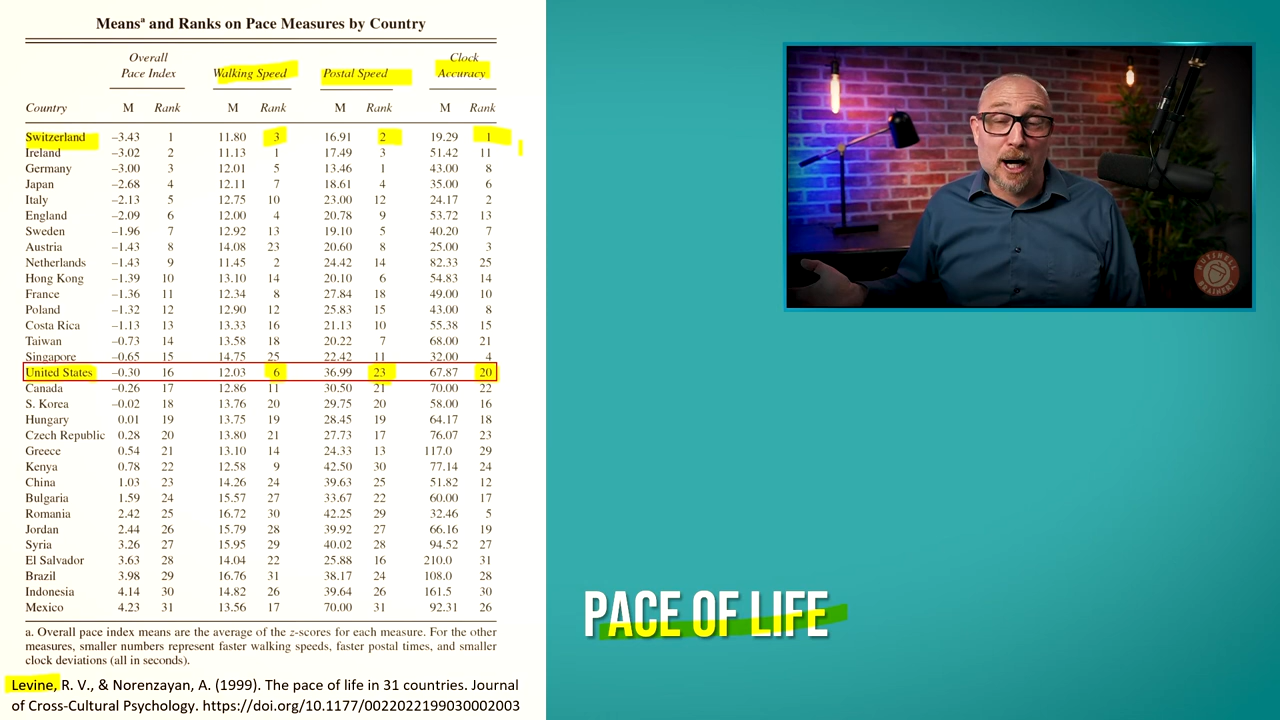 Meansᵃ and Ranks on Pace Measures by Country
Overall Pace Index Walking Speed Postal Speed Clock Accuracy
Country M Rank M Rank M Rank M Rank
Switzerland –3.43 1 11.80 3 16.91 2 19.29 1
Ireland –3.02 2 11.13 1 17.49 3 51.42 11
Germany –3.00 3 12.01 5 13.46 1 43.00 8
Japan –2.68 4 12.11 7 18.61 4 35.00 6
Italy –2.13 5 12.75 10 23.00 12 24.17 2
England –2.09 6 12.00 4 20.78 9 53.72 13
Sweden –1.96 7 12.92 13 19.10 5 40.20 7
Austria –1.43 8 14.08 23 20.60 8 25.00 3
Netherlands –1.43 9 11.45 2 24.42 14 82.33 25
Hong Kong –1.39 10 13.10 14 20.10 6 54.83 14
France –1.36 11 12.34 8 27.84 18 49.00 10
Poland –1.32 12 12.90 12 25.83 15 43.00 8
Costa Rica –1.13 13 13.33 16 21.13 10 55.38 15
Taiwan –0.73 14 13.58 18 20.22 7 68.00 21
Singapore –0.65 15 14.75 25 22.42 11 32.00 4
United States –0.30 16 12.03 6 36.99 23 67.87 20
Canada –0.26 17 12.86 11 30.50 21 70.00 22
S. Korea –0.02 18 13.76 20 29.75 20 58.00 16
Hungary 0.01 19 13.75 19 28.45 19 64.17 18
Czech Republic 0.28 20 13.80 21 27.73 17 76.07 23
Greece 0.54 21 13.10 14 24.33 13 117.0 29
Kenya 0.78 22 12.58 9 42.50 30 77.14 24
China 1.03 23 14.26 24 39.63 25 51.82 12
Bulgaria 1.59 24 15.57 27 33.67 22 60.00 17
Romania 2.42 25 16.72 30 42.25 29 32.46 5
Jordan 2.44 26 15.79 28 39.92 27 66.16 19
Syria 3.26 27 15.95 29 40.02 28 94.52 27
El Salvador 3.63 28 14.04 22 25.88 16 210.0 31
Brazil 3.98 29 16.76 31 38.17 24 108.0 28
Indonesia 4.14 30 14.82 26 39.64 26 161.5 30
Mexico 4.23 31 13.56 17 70.00 31 92.31 26
a. Overall pace index means are the average of the z-scores for each measure. For the other
measures, smaller numbers represent faster walking speeds, faster postal times, and smaller
clock deviations (all in seconds).
Levine, R. V., & Norenzayan, A. (1999). The pace of life in 31 countries. Journal
of Cross-Cultural Psychology. https://doi.org/10.1177/0022022199030002003
PACE OF LIFE
NUTSHELL
BRAINERY